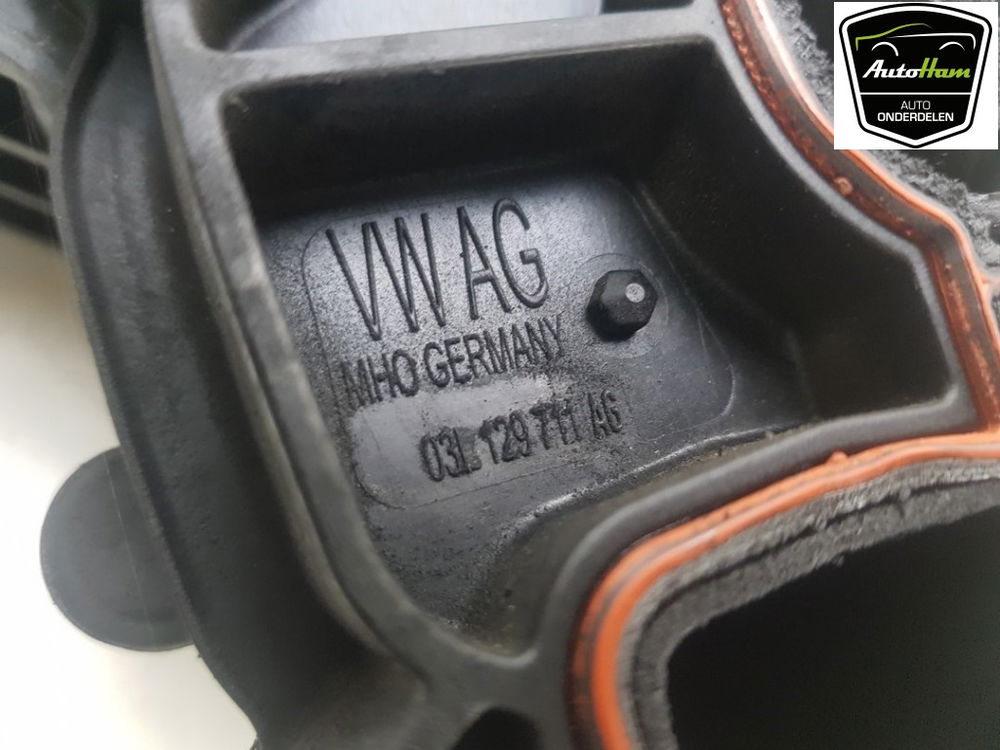 AutoHam
AUTO
ONDERDELEN
VW AG
MHO GERMANY
03L 129 711 AG